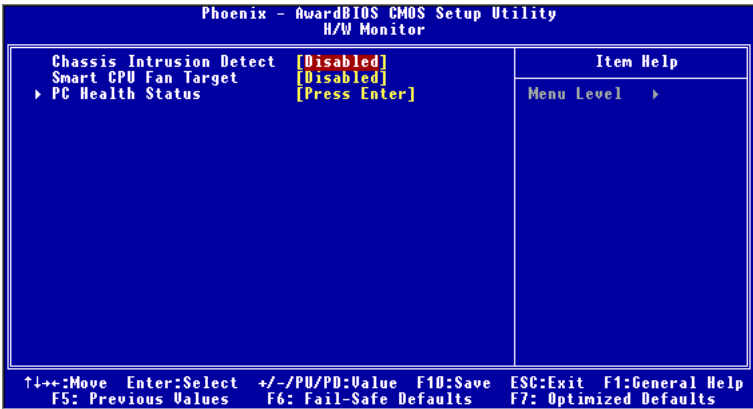 Phoenix - AwardBIOS CMOS Setup Utility
H/W Monitor
Chassis Intrusion Detect [Disabled]
Smart CPU Fan Target [Disabled]
▸ PC Health Status [Press Enter]
Item Help
Menu Level ▸
↑↓→←:Move Enter:Select +/-/PU/PD:Value F10:Save ESC:Exit F1:General Help
F5: Previous Values F6: Fail-Safe Defaults F7: Optimized Defaults